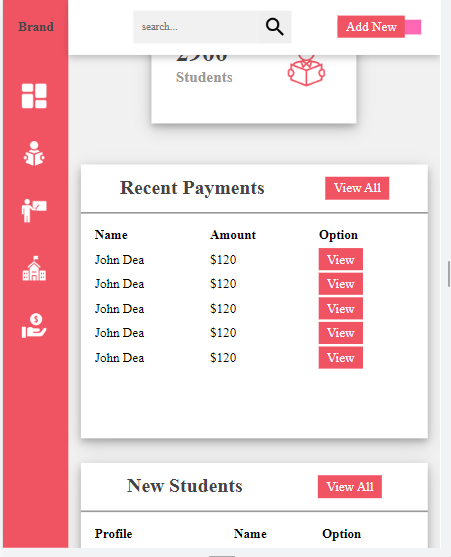 Brand
search...
Add New
2900
Students
$
Recent Payments
View All
Name Amount Option
John Dea $120 View
John Dea $120 View
John Dea $120 View
John Dea $120 View
John Dea $120 View
New Students
View All
Profile Name Option